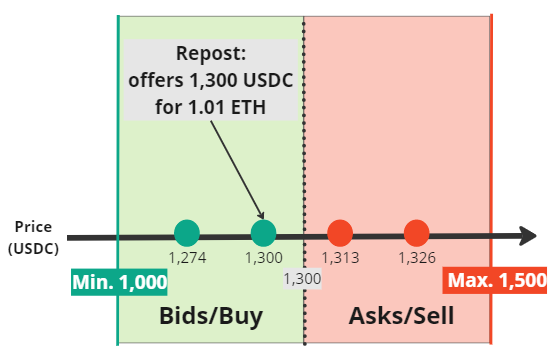 Repost:
offers 1,300 USDC
for 1.01 ETH
Price
(USDC)
1,274
1,300
1,313
1,326
Min. 1,000
1,300
Max. 1,500
Bids/Buy
Asks/Sell